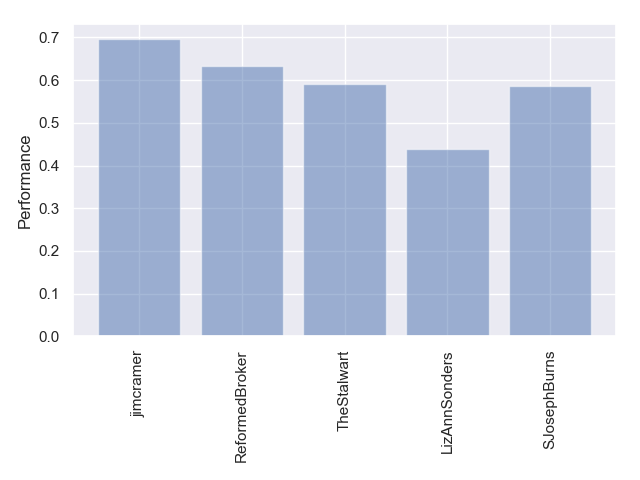 0.7
0.6
0.5
0.4
0.3
0.2
0.1
0.0
Performance
jimcramer
ReformedBroker
TheStalwart
LizAnnSonders
SJosephBurns